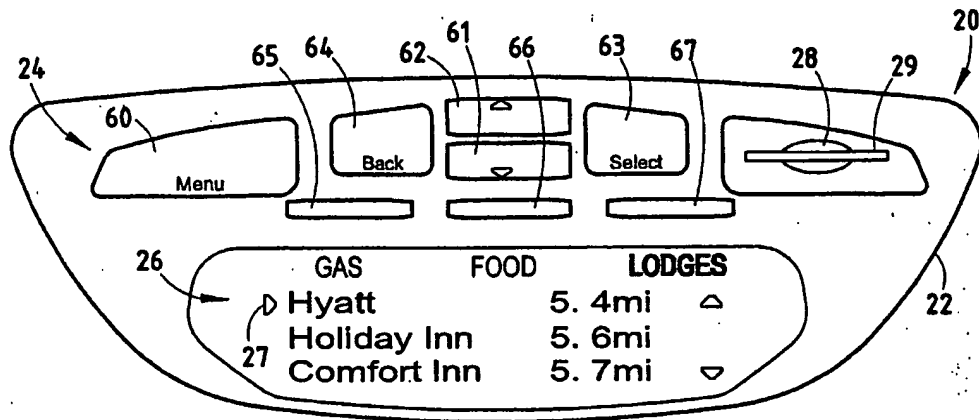 61
20
64
62
66
63
67
65
28
29
24
60
Back
Select
Menu
26
GAS FOOD LODGES
Hyatt 5. 4mi
22
27
Holiday Inn 5. 6mi
Comfort Inn 5. 7mi